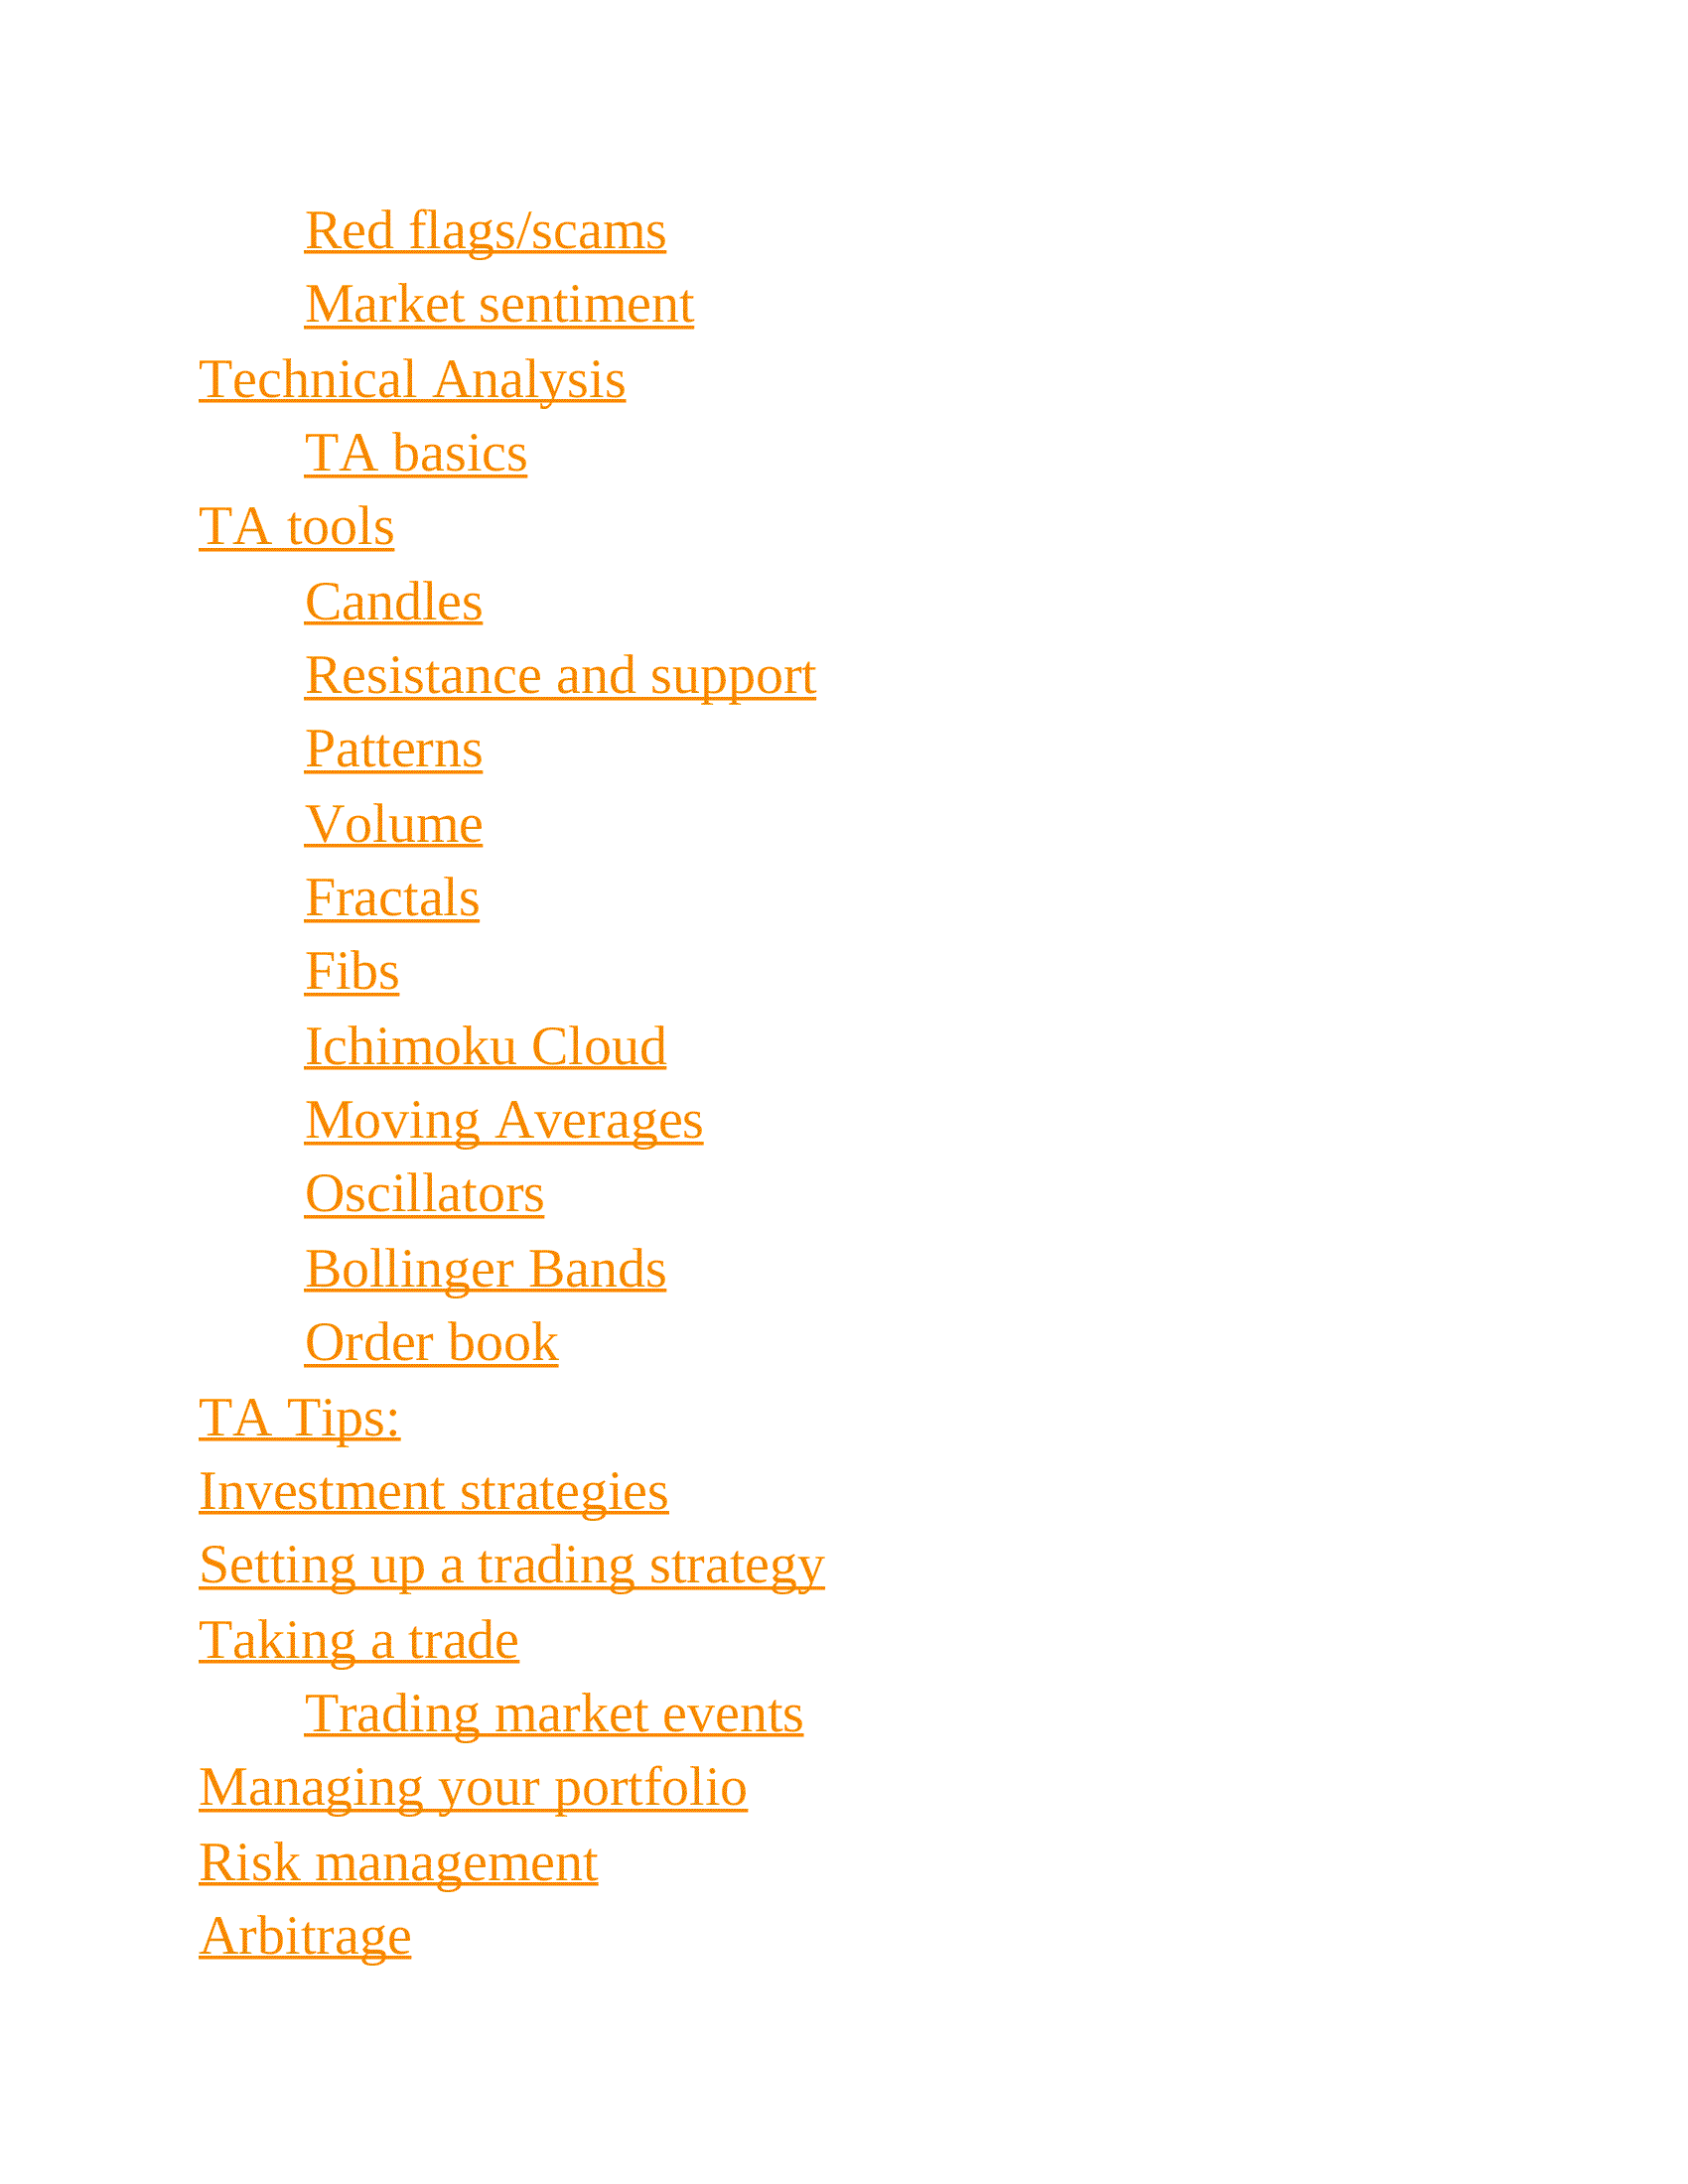 Red flags/scams
Market sentiment
Technical Analysis
TA basics
TA tools
Candles
Resistance and support
Patterns
Volume
Fractals
Fibs
Ichimoku Cloud
Moving Averages
Oscillators
Bollinger Bands
Order book
TA Tips:
Investment strategies
Setting up a trading strategy
Taking a trade
Trading market events
Managing your portfolio
Risk management
Arbitrage